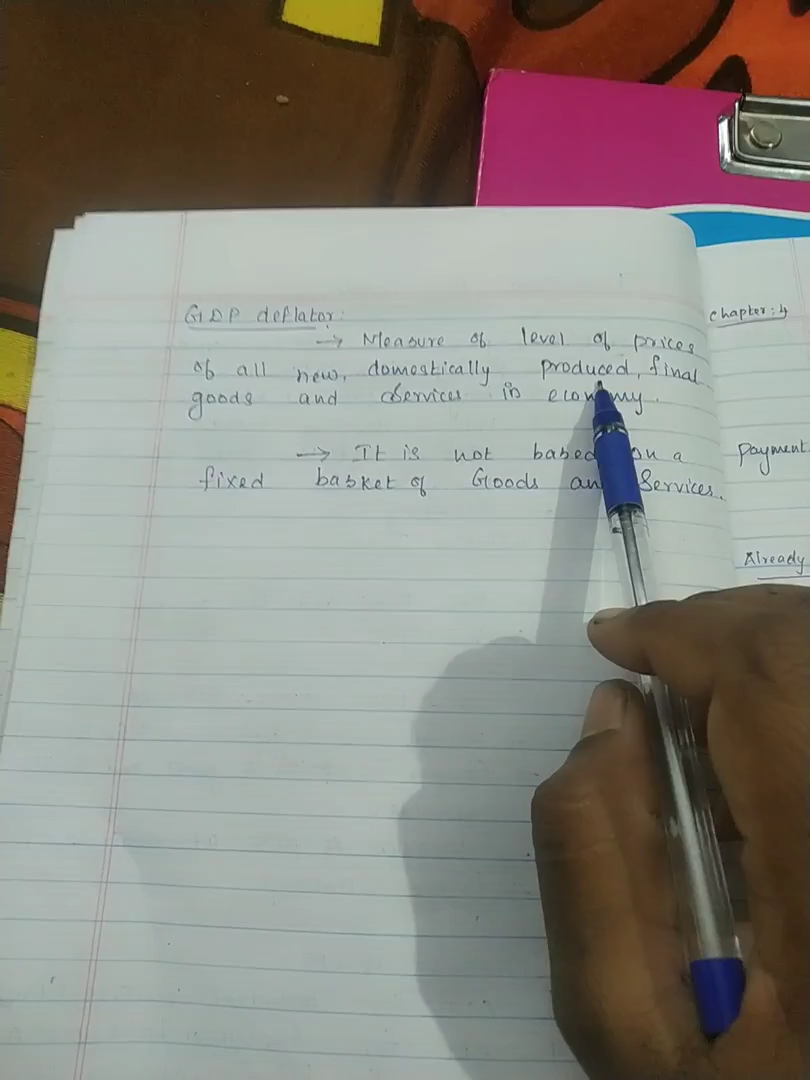 GDP deflator:
→ Measure of level of prices
of all new, domestically produced, final
goods and Services in economy.
→ It is not based on a
fixed basket of Goods and Services.
chapter: 4
payment
Already